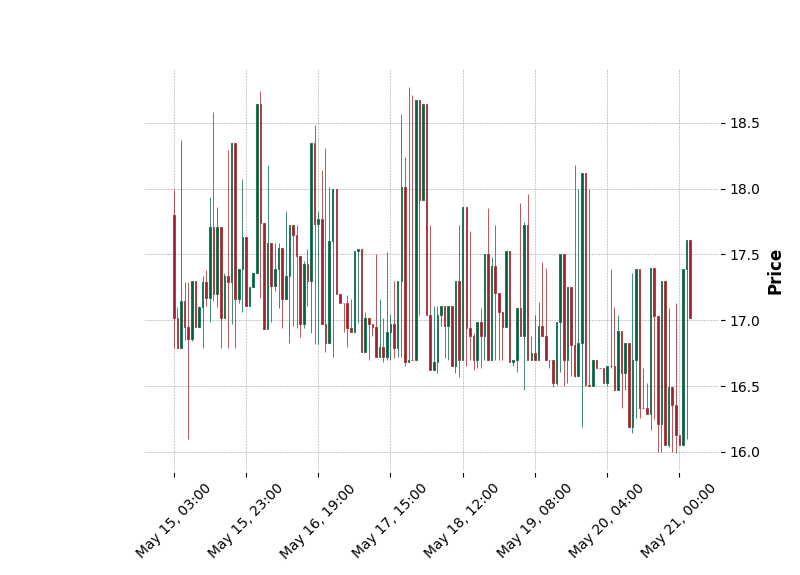 18.5
18.0
17.5
17.0
16.5
16.0
Price
May 15, 03:00
May 15, 23:00
May 16, 19:00
May 17, 15:00
May 18, 12:00
May 19, 08:00
May 20, 04:00
May 21, 00:00